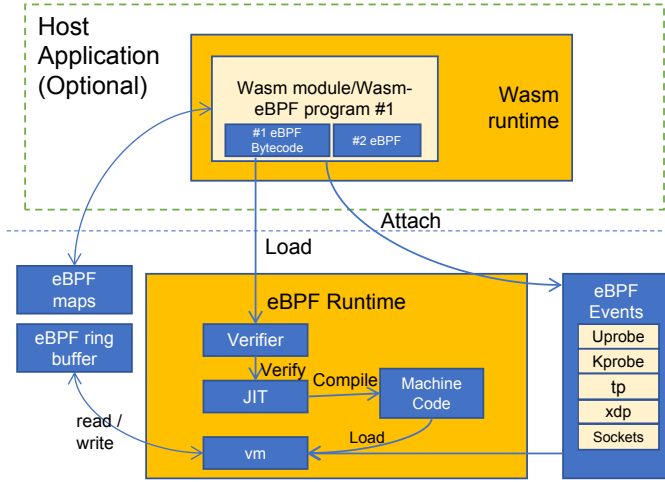 Host
Application
(Optional)
Wasm module/Wasm-
eBPF program #1
#1 eBPF
Bytecode
#2 eBPF
Wasm
runtime
Attach
Load
eBPF
maps
eBPF ring
buffer
read /
write
eBPF Runtime
Verifier
Verify
JIT
Compile
Machine
Code
Load
vm
eBPF
Events
Uprobe
Kprobe
tp
xdp
Sockets